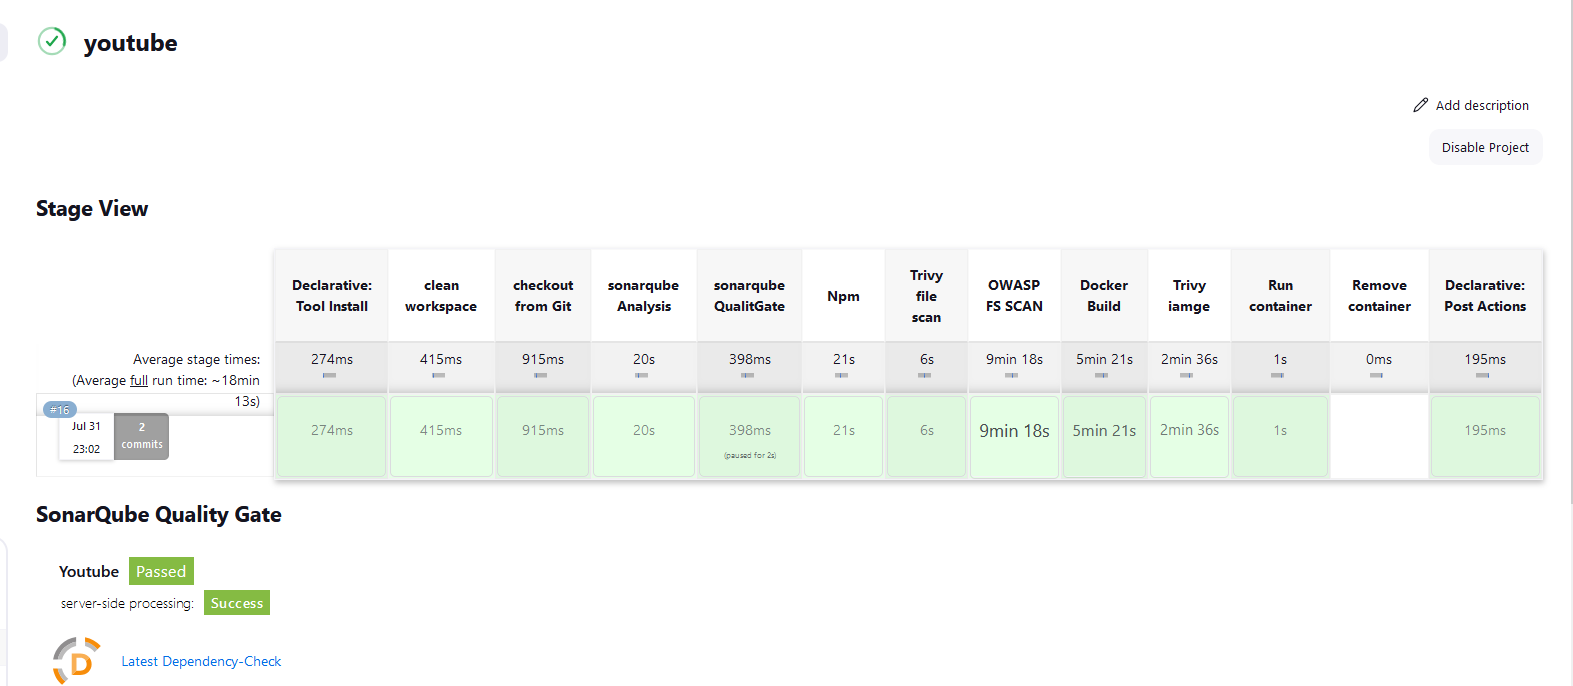 youtube
Add description
Disable Project
Stage View
Declarative:
Tool Install
clean
workspace
checkout
from Git
sonarqube
Analysis
sonarqube
QualitGate
Npm
Trivy
file
scan
OWASP
FS SCAN
Docker
Build
Trivy
iamge
Run
container
Remove
container
Declarative:
Post Actions
Average stage times:
(Average full run time: ~18min
13s)
274ms
415ms
915ms
20s
398ms
21s
6s
9min 18s
5min 21s
2min 36s
1s
0ms
195ms
#16
Jul 31
23:02
2
commits
274ms
415ms
915ms
20s
398ms
(paused for 2s)
21s
6s
9min 18s
5min 21s
2min 36s
1s
195ms
SonarQube Quality Gate
Youtube Passed
server-side processing: Success
D
Latest Dependency-Check